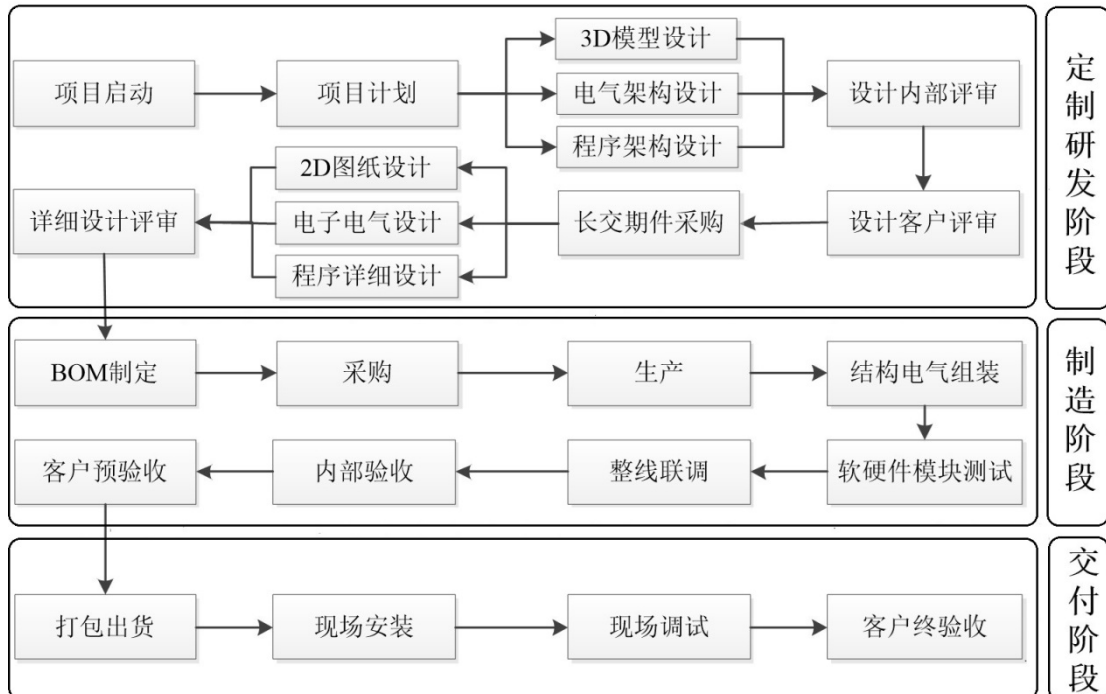 定制研发阶段
项目启动
项目计划
3D模型设计
电气架构设计
程序架构设计
设计内部评审
设计客户评审
长交期件采购
2D图纸设计
电子电气设计
程序详细设计
详细设计评审
制造阶段
BOM制定
采购
生产
结构电气组装
软硬件模块测试
整线联调
内部验收
客户预验收
交付阶段
打包出货
现场安装
现场调试
客户终验收